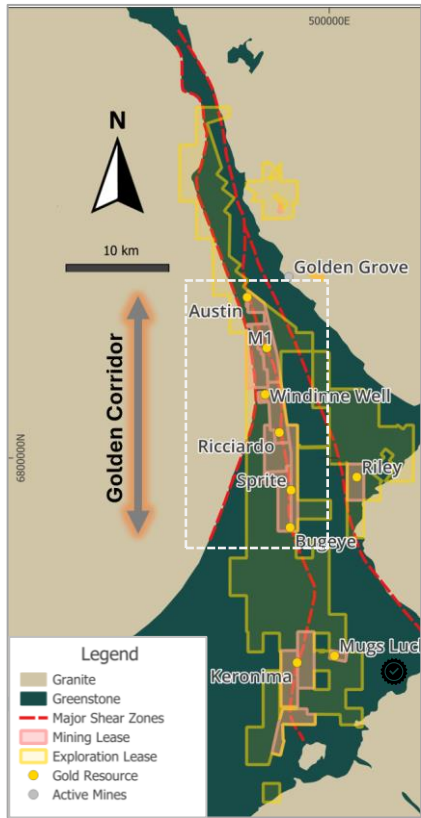 500000E
N
10 km
Golden Grove
Austin
M1
Windinne Well
Golden Corridor
Ricciardo
6800000N
Riley
Sprite
Bugeye
Mugs Luck
Keronima
Legend
Granite
Greenstone
Major Shear Zones
Mining Lease
Exploration Lease
Gold Resource
Active Mines